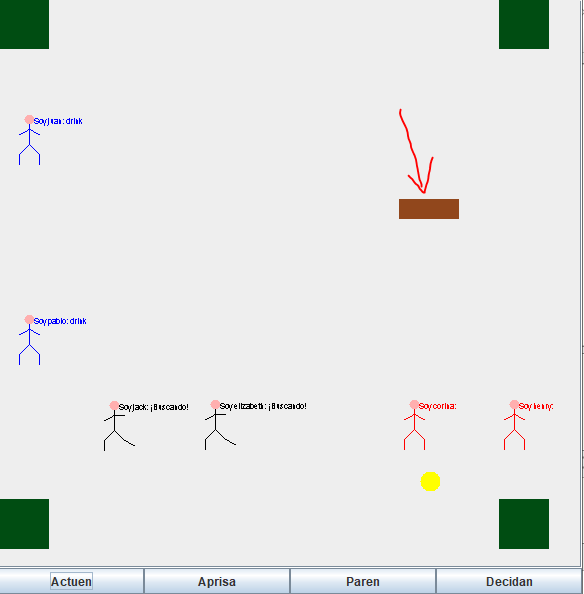 Soy juan: drink
Soy pablo: drink
Soy jack: ¡Buscando!
Soy elizabeth: ¡Buscando!
Soy corina:
Soy henry:
Actuen
Aprisa
Paren
Decidan